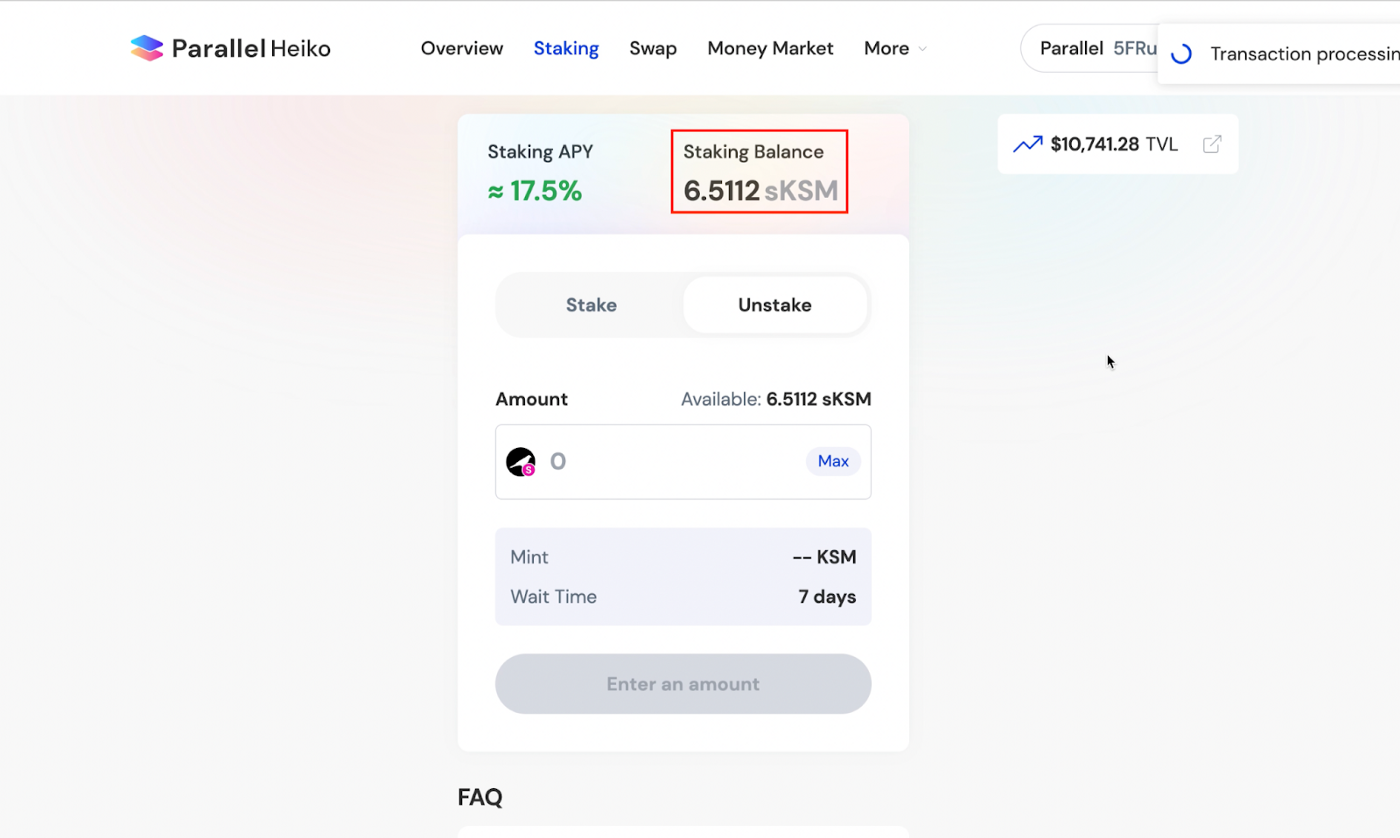 Parallel Heiko
Overview Staking Swap Money Market More
Parallel 5FRu
Transaction processin
Staking APY
≈ 17.5%
Staking Balance
6.5112 sKSM
$10,741.28 TVL
Stake Unstake
Amount Available: 6.5112 sKSM
S 0 Max
Mint -- KSM
Wait Time 7 days
Enter an amount
FAQ